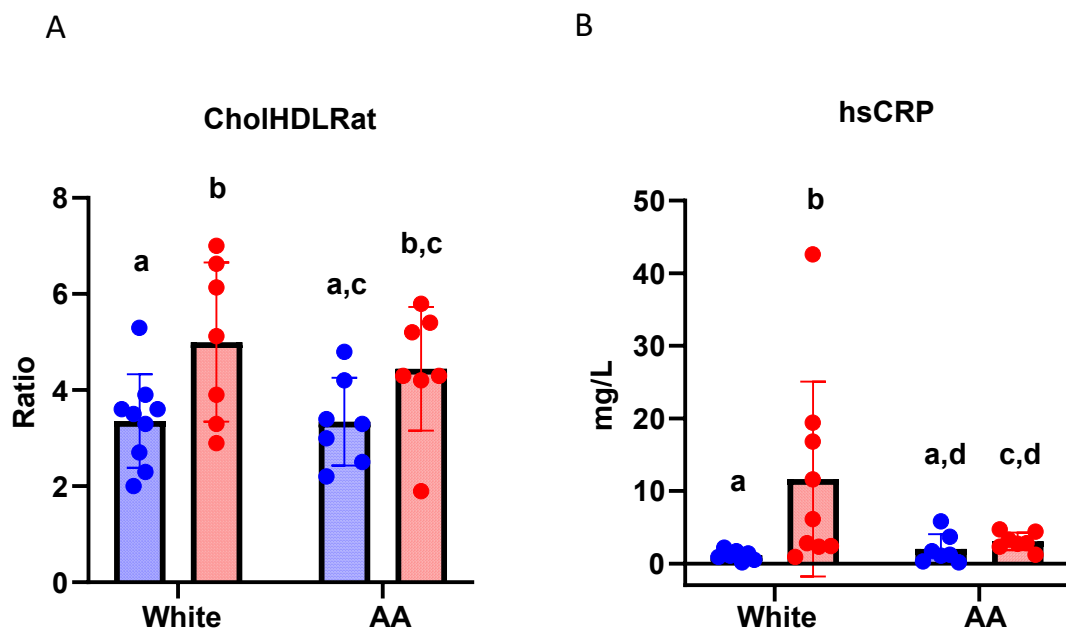 A
CholHDLRat
8
6
4
2
0
Ratio
a
b
a,c
b,c
White
AA
B
hsCRP
50
40
30
20
10
0
mg/L
a
b
a,d
c,d
White
AA